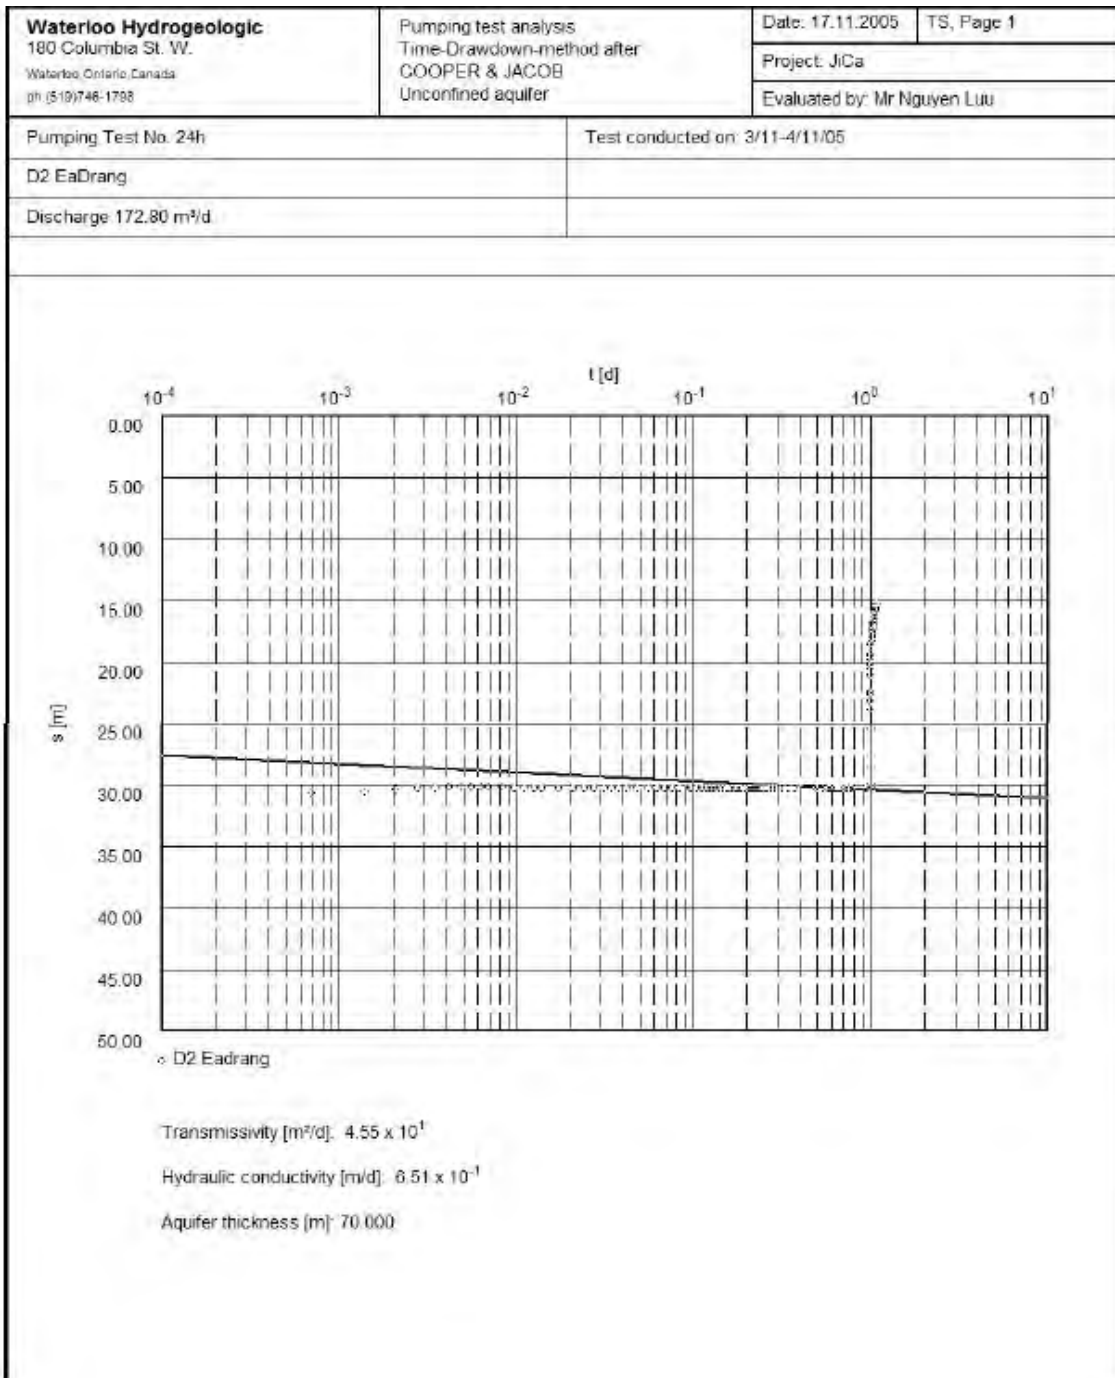 Waterloo Hydrogeologic
180 Columbia St. W.
Waterloo, Ontario, Canada
ph (519)746-1798
Pumping test analysis
Time-Drawdown-method after
COOPER & JACOB
Unconfined aquifer
Date: 17.11.2005
TS, Page 1
Project: JiCa
Evaluated by: Mr Nguyen Luu
Pumping Test No. 24h
Test conducted on: 3/11-4/11/05
D2 EaDrang
Discharge 172.80 m³/d
t [d]
10⁻⁴ 10⁻³ 10⁻² 10⁻¹ 10⁰ 10¹
0.00
5.00
10.00
15.00
20.00
25.00
s [m]
30.00
35.00
40.00
45.00
50.00
D2 Eadrang
Transmissivity [m²/d]: 4.55 x 10¹
Hydraulic conductivity [m/d]: 6.51 x 10⁻¹
Aquifer thickness [m]: 70.000